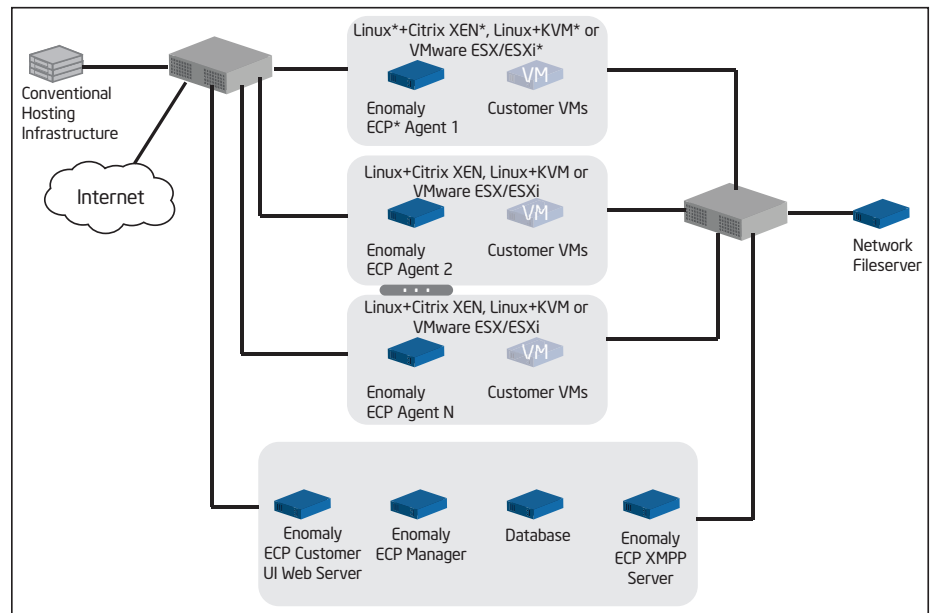 Linux*+Citrix XEN*, Linux+KVM* or
VMware ESX/ESXi*
VM
Enomaly
ECP* Agent 1
Customer VMs
Conventional
Hosting
Infrastructure
Internet
Linux+Citrix XEN, Linux+KVM or
VMware ESX/ESXi
VM
Enomaly
ECP Agent 2
Customer VMs
Network
Fileserver
Linux+Citrix XEN, Linux+KVM or
VMware ESX/ESXi
VM
Enomaly
ECP Agent N
Customer VMs
Enomaly
ECP Customer
UI Web Server
Enomaly
ECP Manager
Database
Enomaly
ECP XMPP
Server